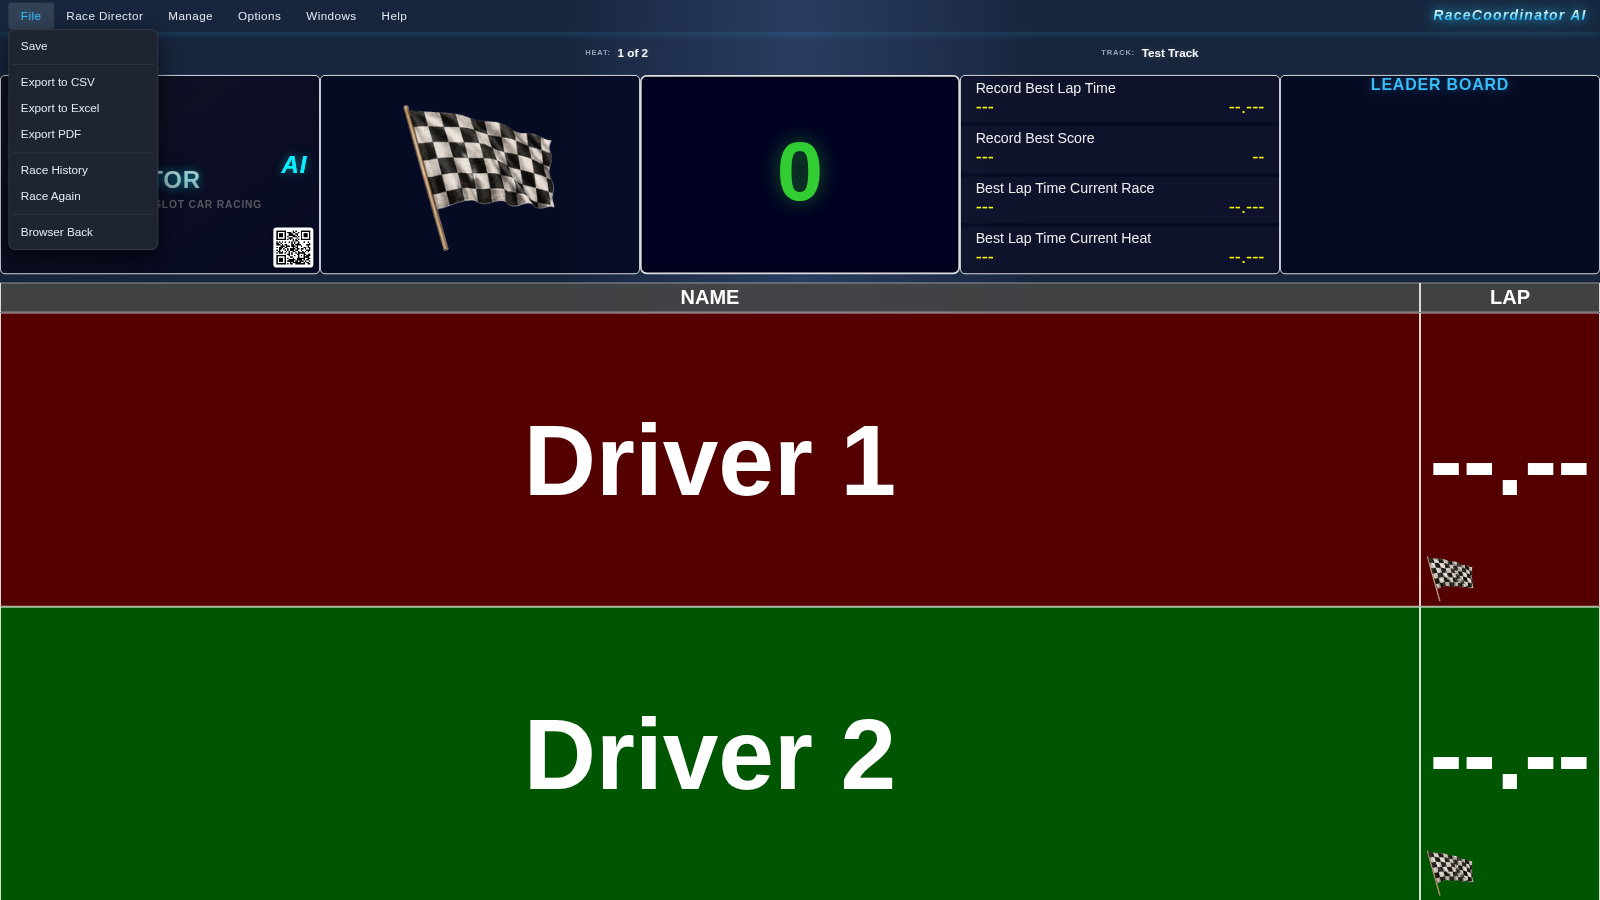 File Race Director Manage Options Windows Help
RaceCoordinator AI
Save
Export to CSV
Export to Excel
Export PDF
Race History
Race Again
Browser Back
HEAT: 1 of 2
TRACK: Test Track
AI
TOR
SLOT CAR RACING
0
Record Best Lap Time
--- --.---
Record Best Score
--- --
Best Lap Time Current Race
--- --.---
Best Lap Time Current Heat
--- --.---
LEADER BOARD
NAME LAP
Driver 1 --.--
Driver 2 --.--